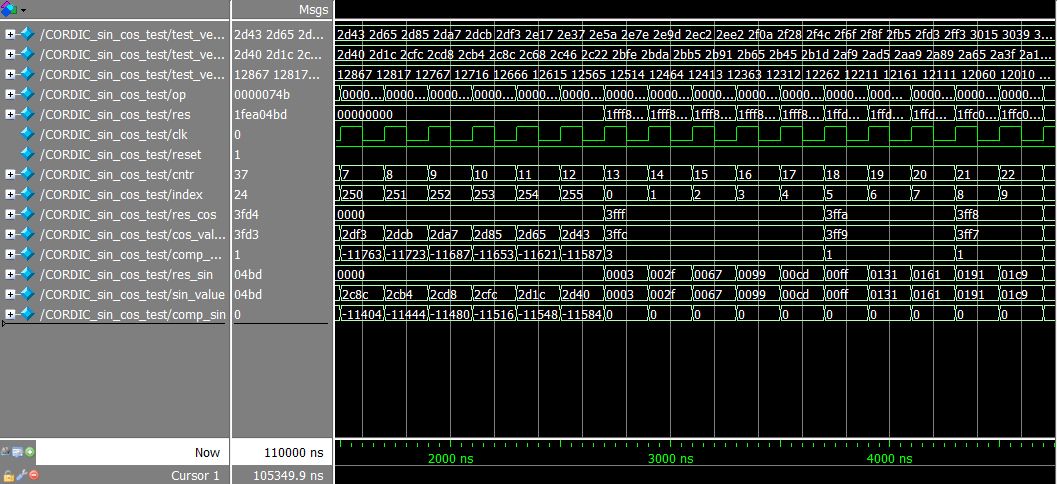 Msgs
/CORDIC_sin_cos_test/test_ve... 2d43 2d65 2d... 2d43 2d65 2d85 2da7 2dcb 2df3 2e17 2e37 2e5a 2e7e 2e9d 2ec2 2ee2 2f0a 2f28 2f4c 2f6f 2f8f 2fb5 2fd3 2ff3 3015 3039 3...
/CORDIC_sin_cos_test/test_ve... 2d40 2d1c 2c... 2d40 2d1c 2cfc 2cd8 2cb4 2c8c 2c68 2c46 2c22 2bfe 2bda 2bb5 2b91 2b65 2b45 2b1d 2af9 2ad5 2aa9 2a89 2a65 2a3f 2a1...
/CORDIC_sin_cos_test/test_ve... 12867 12817... 12867 12817 12767 12716 12666 12615 12565 12514 12464 12413 12363 12312 12262 12211 12161 12111 12060 12010 ...
/CORDIC_sin_cos_test/op 0000074b 0000... 0000... 0000... 0000... 0000... 0000... 0000... 0000... 0000... 0000... 0000... 0000... 0000... 0000... 0000... 0000...
/CORDIC_sin_cos_test/res 1fea04bd 00000000 1fff8... 1fff8... 1fff8... 1fff8... 1fff8... 1ffd... 1ffd... 1ffd... 1ffc0... 1ffc0...
/CORDIC_sin_cos_test/clk 0
/CORDIC_sin_cos_test/reset 1
/CORDIC_sin_cos_test/cntr 37 7 8 9 10 11 12 13 14 15 16 17 18 19 20 21 22
/CORDIC_sin_cos_test/index 24 250 251 252 253 254 255 0 1 2 3 4 5 6 7 8 9
/CORDIC_sin_cos_test/res_cos 3fd4 0000 3fff 3ffa 3ff8
/CORDIC_sin_cos_test/cos_val... 3fd3 2df3 2dcb 2da7 2d85 2d65 2d43 3ffc 3ff9 3ff7
/CORDIC_sin_cos_test/comp_... 1 -11763 -11723 -11687 -11653 -11621 -11587 3 1 1
/CORDIC_sin_cos_test/res_sin 04bd 0000 0003 002f 0067 0099 00cd 00ff 0131 0161 0191 01c9
/CORDIC_sin_cos_test/sin_value 04bd 2c8c 2cb4 2cd8 2cfc 2d1c 2d40 0003 002f 0067 0099 00cd 00ff 0131 0161 0191 01c9
/CORDIC_sin_cos_test/comp_sin 0 -11404 -11444 -11480 -11516 -11548 -11584 0 0 0 0 0 0 0 0 0 0
Now 110000 ns
2000 ns 3000 ns 4000 ns
Cursor 1 105349.9 ns